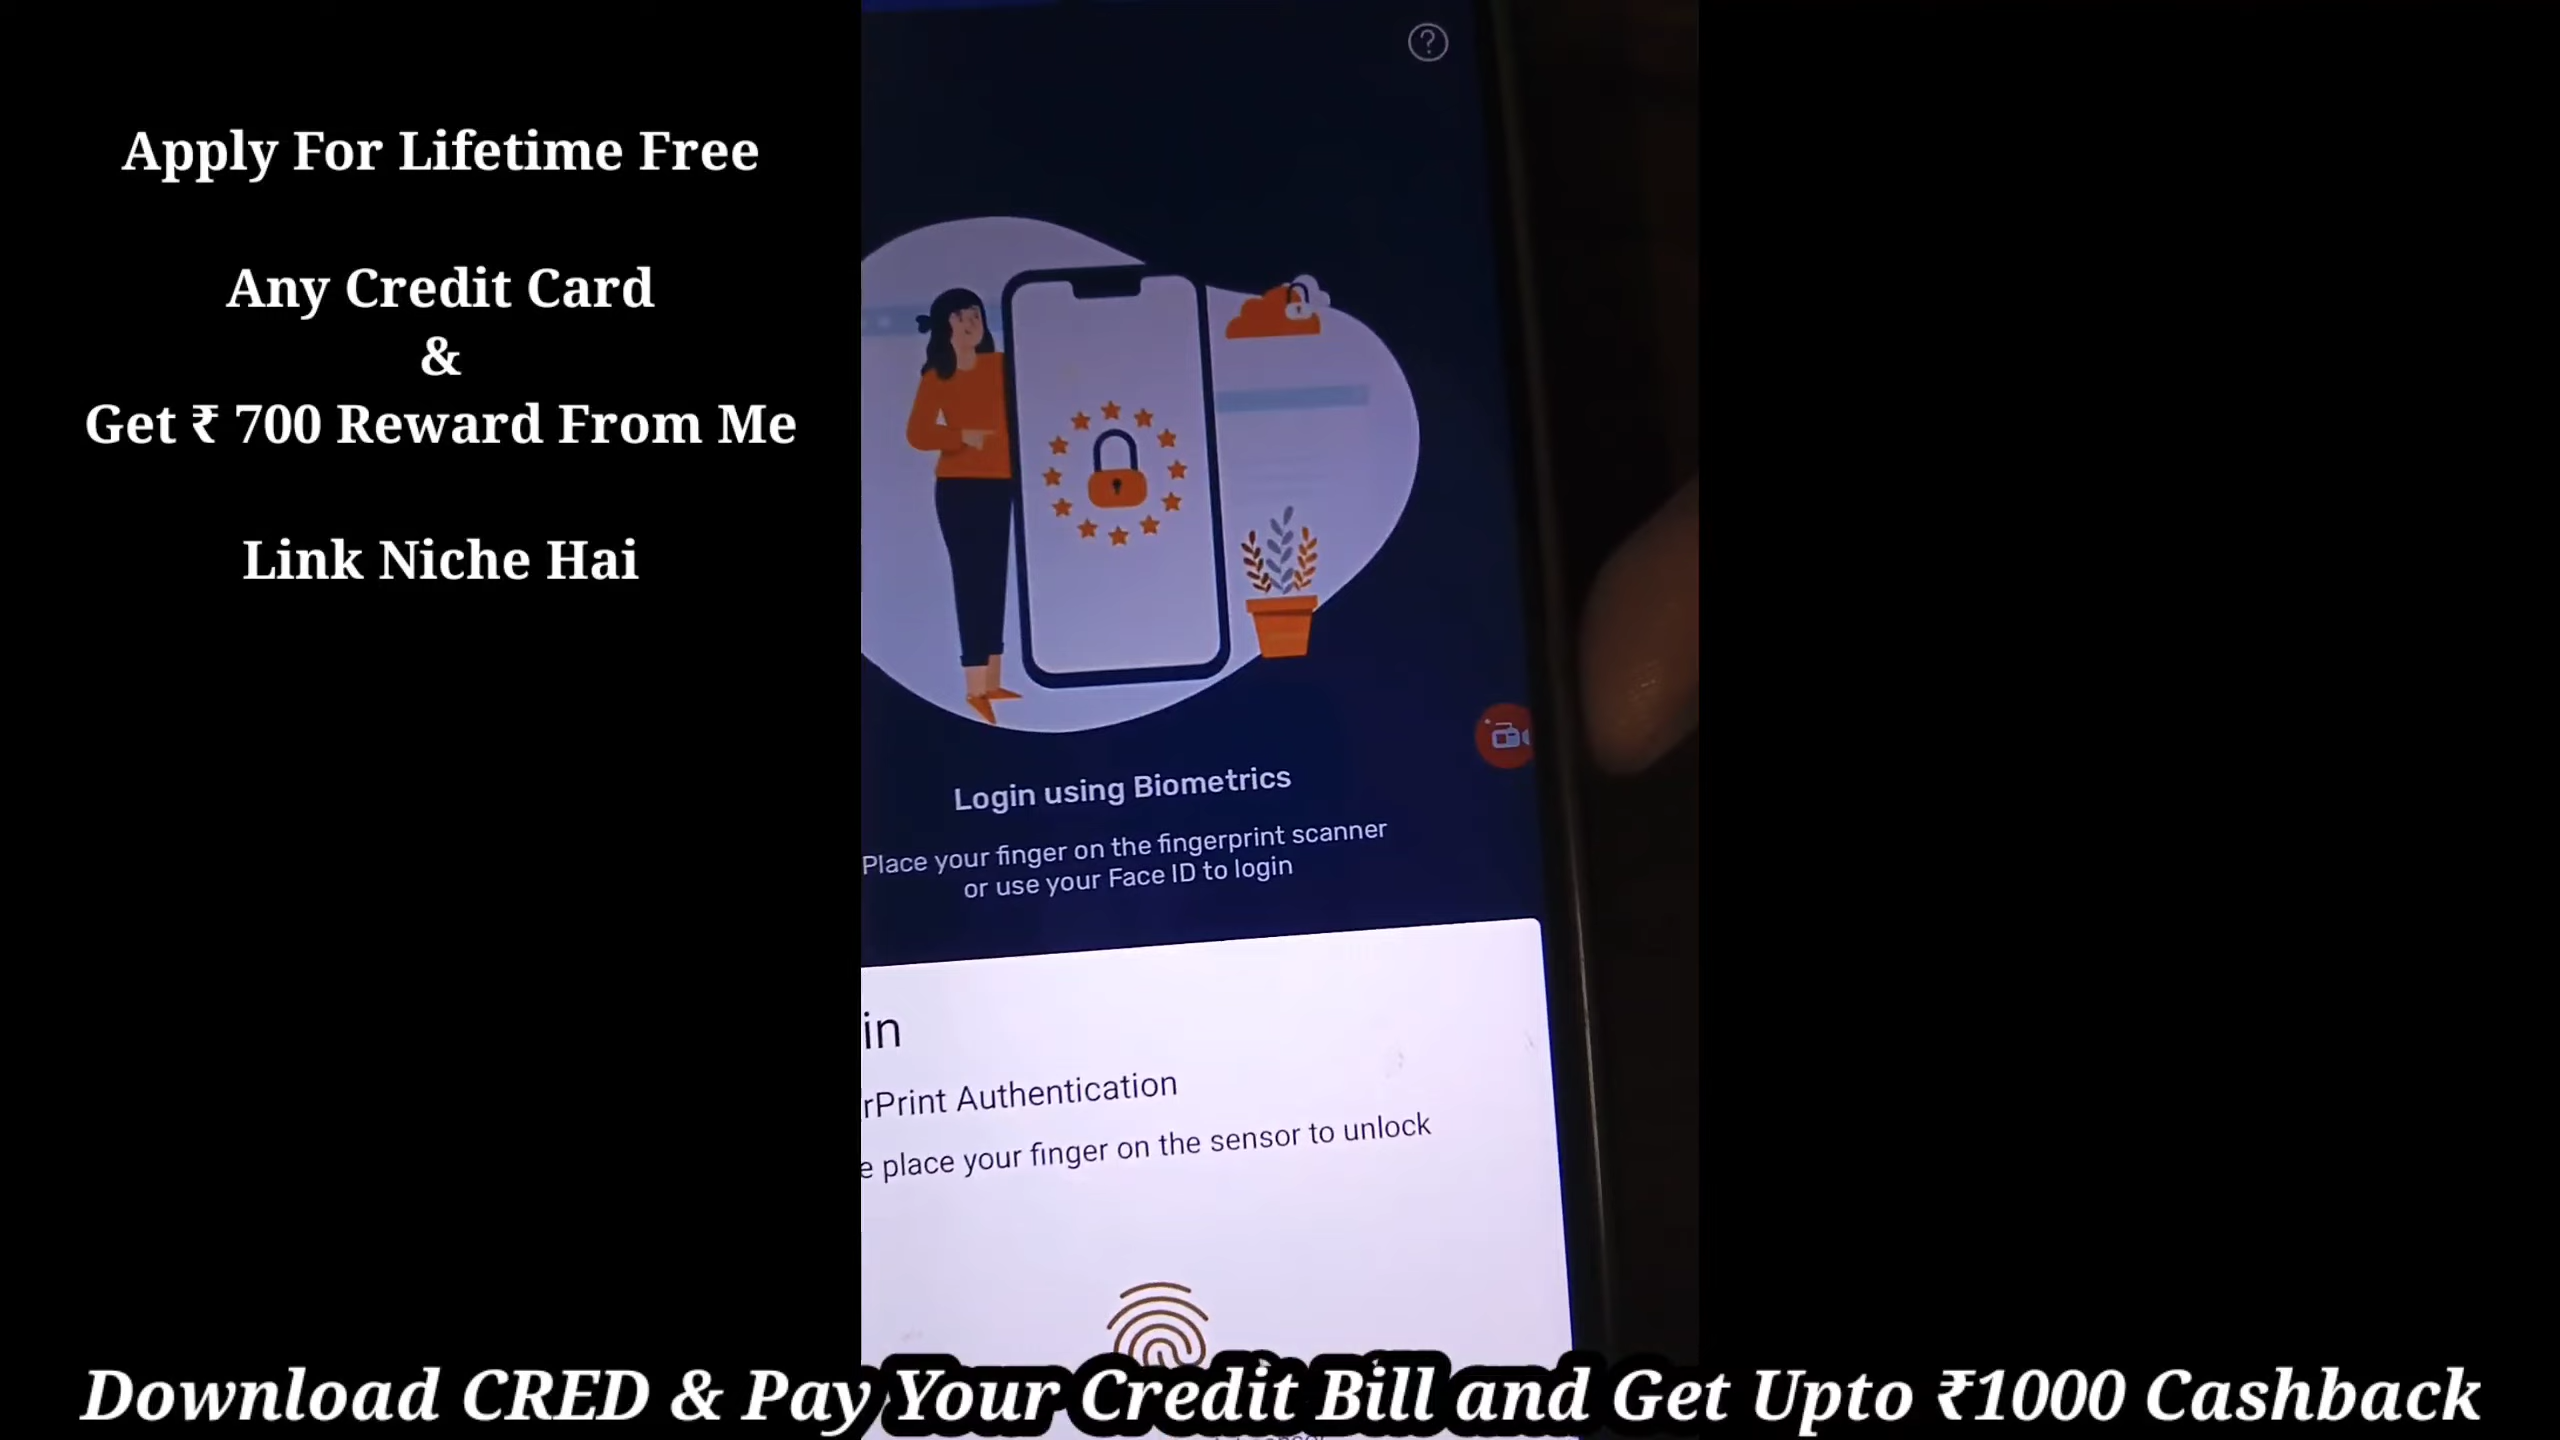 Apply For Lifetime Free
Any Credit Card
&
Get ₹ 700 Reward From Me
Link Niche Hai
Login using Biometrics
Place your finger on the fingerprint scanner
or use your Face ID to login
in
rPrint Authentication
e place your finger on the sensor to unlock
Download CRED & Pay Your Credit Bill and Get Upto ₹1000 Cashback